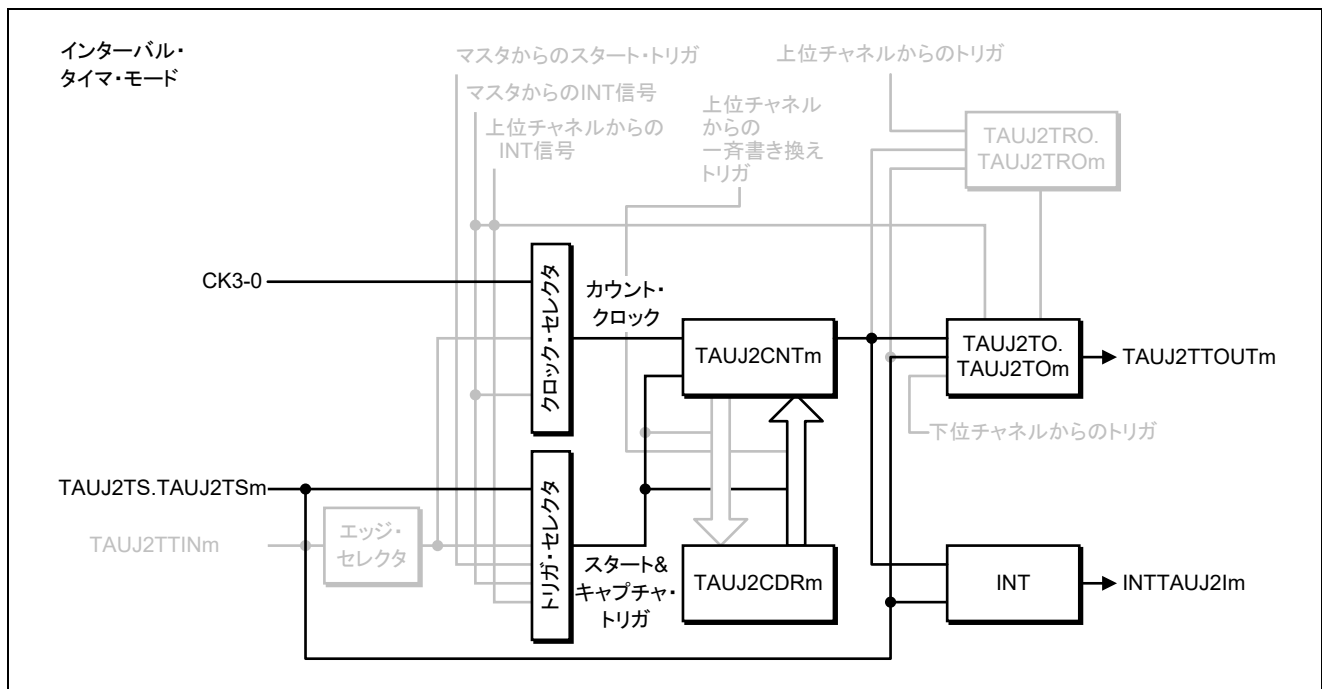 インターバル・
タイマ・モード
マスタからのスタート・トリガ
マスタからのINT信号
上位チャネルからの
INT信号
上位チャネル
からの
一斉書き換え
トリガ
上位チャネルからのトリガ
TAUJ2TRO.
TAUJ2TROm
CK3-0
クロック・セレクタ
カウント・
クロック
TAUJ2CNTm
TAUJ2TO.
TAUJ2TOm
TAUJ2TTOUTm
下位チャネルからのトリガ
TAUJ2TS.TAUJ2TSm
TAUJ2TTINm
エッジ・
セレクタ
トリガ・セレクタ
スタート&
キャプチャ・
トリガ
TAUJ2CDRm
INT
INTTAUJ2Im